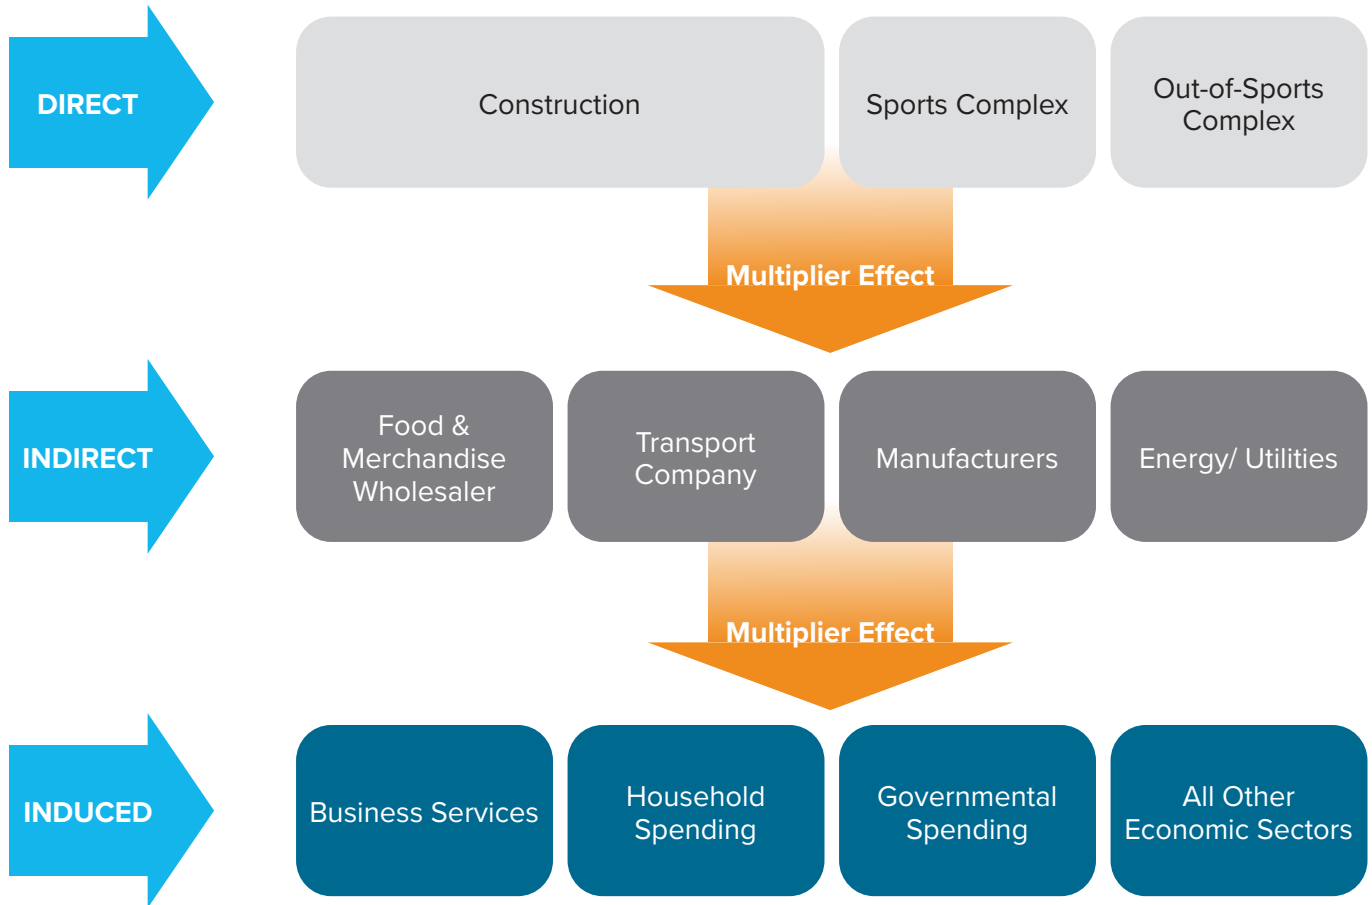 DIRECT
Construction
Sports Complex
Out-of-Sports
Complex
Multiplier Effect
INDIRECT
Food &
Merchandise
Wholesaler
Transport
Company
Manufacturers
Energy/ Utilities
Multiplier Effect
INDUCED
Business Services
Household
Spending
Governmental
Spending
All Other
Economic Sectors